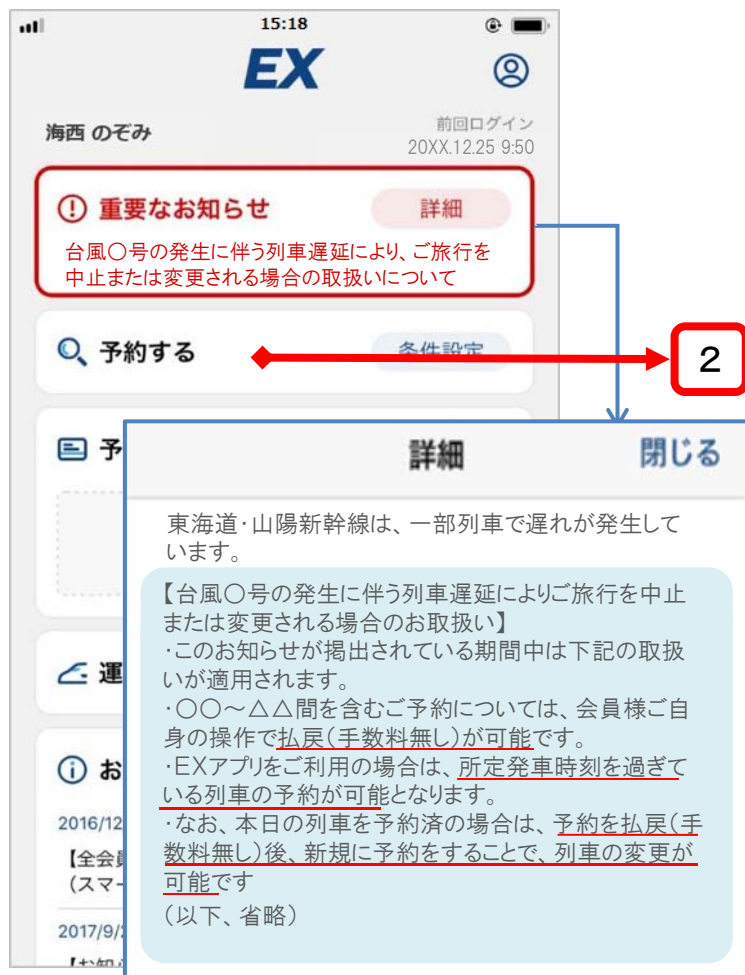 15:18
EX
海西 のぞみ
前回ログイン
20XX.12.25 9:50
重要なお知らせ
詳細
台風○号の発生に伴う列車遅延により、ご旅行を
中止または変更される場合の取扱いについて
予約する
条件設定
2
予
詳細
閉じる
東海道・山陽新幹線は、一部列車で遅れが発生して
います。
【台風○号の発生に伴う列車遅延によりご旅行を中止
または変更される場合のお取扱い】
・このお知らせが掲出されている期間中は下記の取扱
いが適用されます。
・○○～△△間を含むご予約については、会員様ご自
身の操作で払戻(手数料無し)が可能です。
・EXアプリをご利用の場合は、所定発車時刻を過ぎて
いる列車の予約が可能となります。
・なお、本日の列車を予約済の場合は、予約を払戻(手
数料無し)後、新規に予約をすることで、列車の変更が
可能です
(以下、省略)
運
お
2016/12
【全会員
(スマー
2017/9/